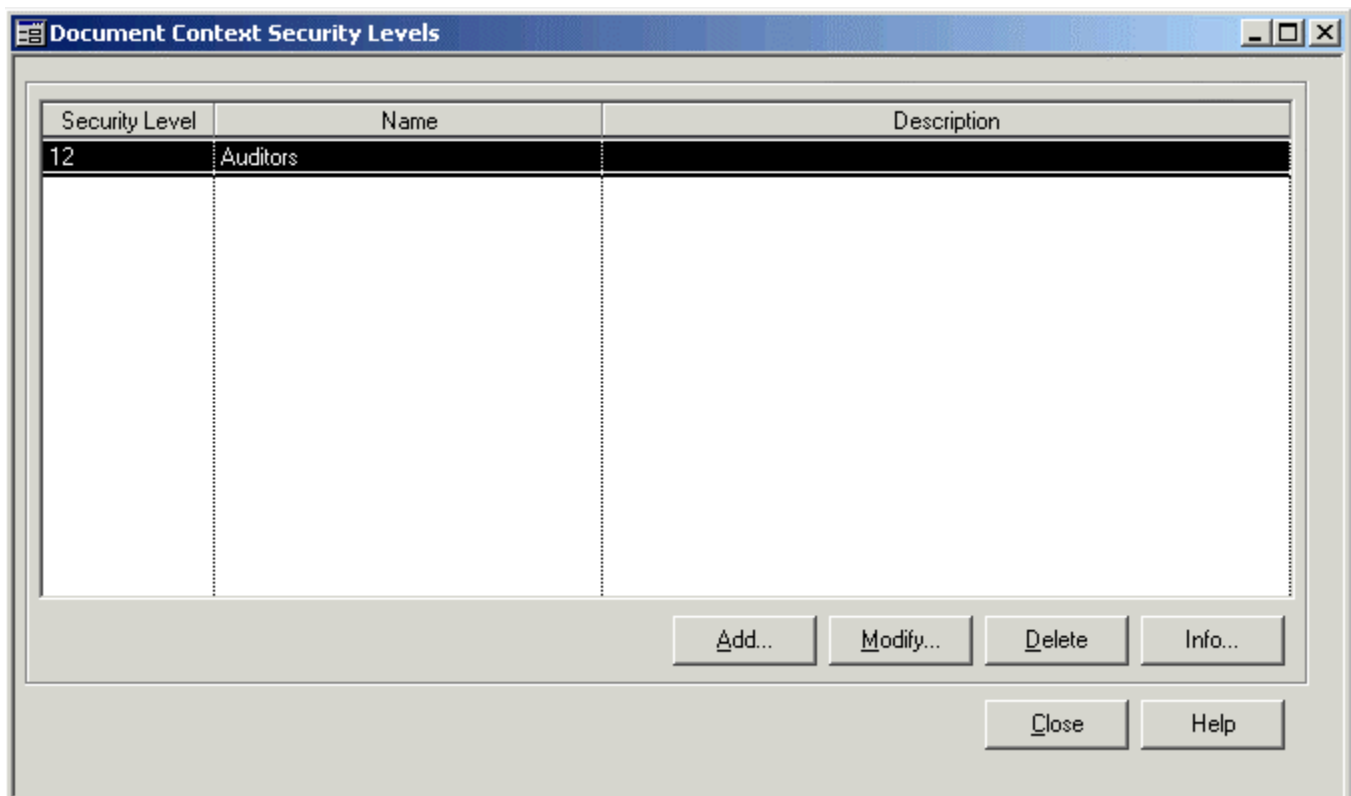 Document Context Security Levels
Security Level Name Description
12 Auditors
Add... Modify... Delete Info...
Close Help